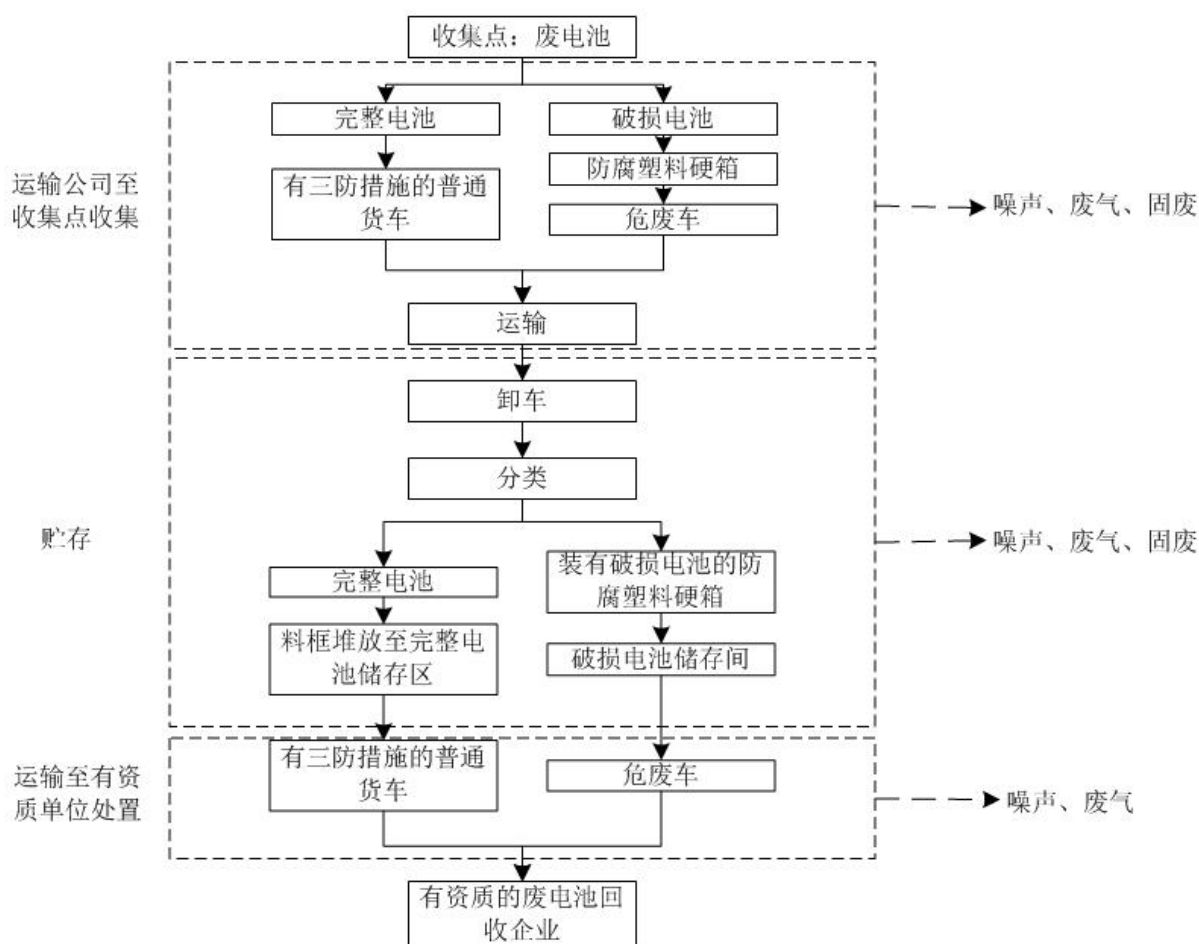 收集点：废电池
完整电池
破损电池
防腐塑料硬箱
运输公司至
收集点收集
有三防措施的普通
货车
危废车
噪声、废气、固废
运输
卸车
分类
贮存
噪声、废气、固废
完整电池
装有破损电池的防
腐塑料硬箱
料框堆放至完整电
池储存区
破损电池储存间
运输至有资
质单位处置
有三防措施的普通
货车
危废车
噪声、废气
有资质的废电池回
收企业